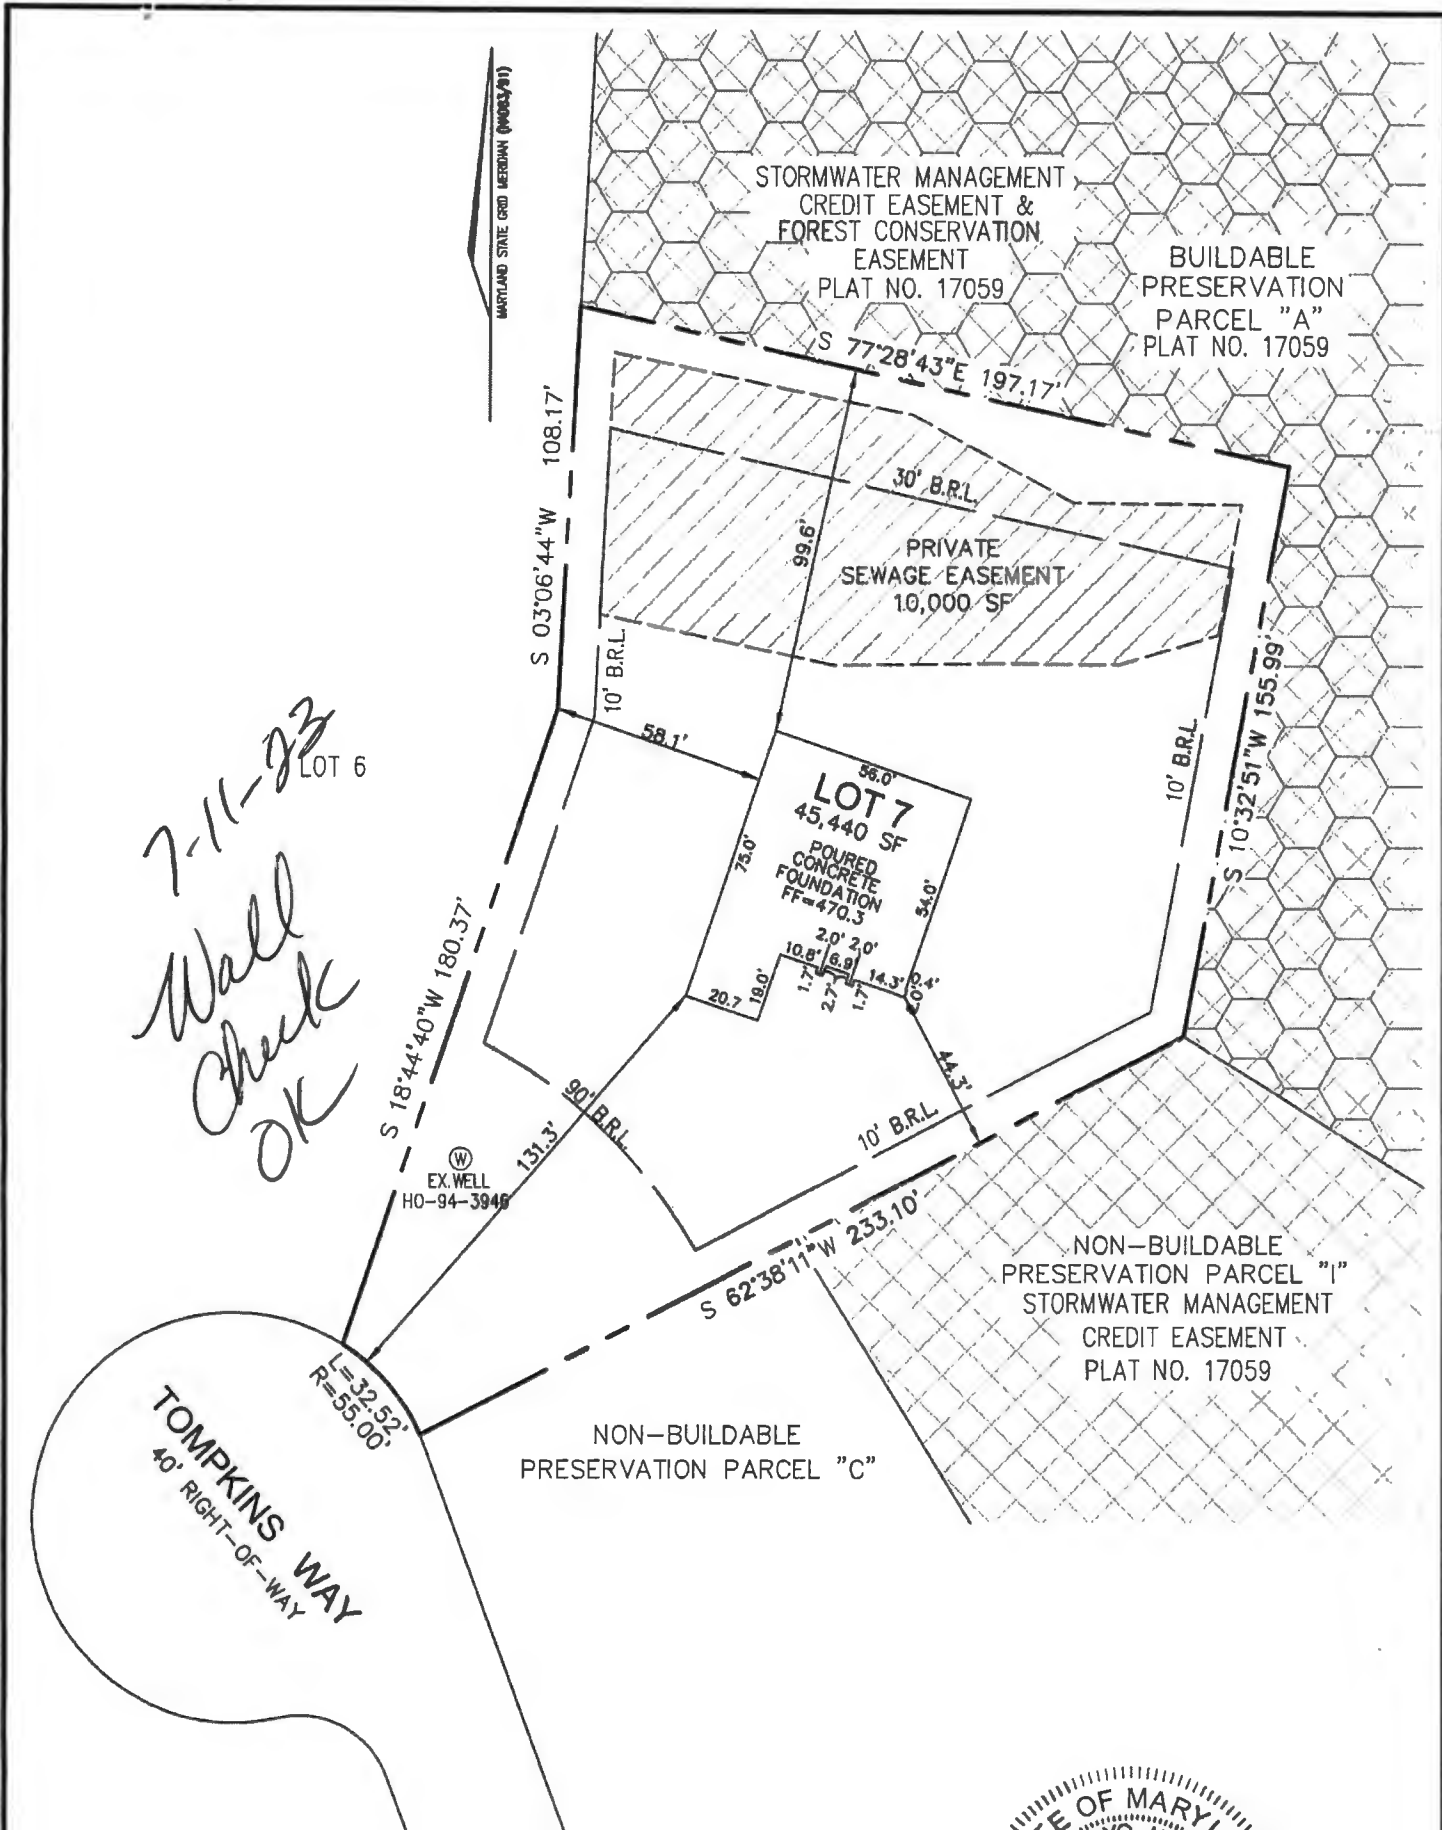 MARYLAND STATE GRID MERIDIAN (NAD83/91)
STORMWATER MANAGEMENT
CREDIT EASEMENT &
FOREST CONSERVATION
EASEMENT
PLAT NO. 17059
BUILDABLE
PRESERVATION
PARCEL "A"
PLAT NO. 17059
S 77°28'43"E 197.17'
S 03°06'44"W 108.17'
30' B.R.L.
99.6'
PRIVATE
SEWAGE EASEMENT
10,000 SF
10' B.R.L.
S 10°32'51"W 155.99'
10' B.R.L.
58.1'
7-11-23
Wall
Check
OK
LOT 6
56.0'
LOT 7
45,440 SF
POURED
CONCRETE
FOUNDATION
FF=470.3
75.0'
54.0'
2.0' 2.0'
10.8' 6.9' 14.3' 0.4'
1.7' 2.7' 1.7'
20.7 19.0'
S 18°44'40"W 180.37'
44.3'
90' B.R.L.
131.3'
10' B.R.L.
W
EX.WELL
HO-94-3946
S 62°38'11"W 233.10'
NON-BUILDABLE
PRESERVATION PARCEL "I"
STORMWATER MANAGEMENT
CREDIT EASEMENT
PLAT NO. 17059
L=32.52'
R=55.00'
TOMPKINS WAY
40' RIGHT-OF-WAY
NON-BUILDABLE
PRESERVATION PARCEL "C"
OF MARY